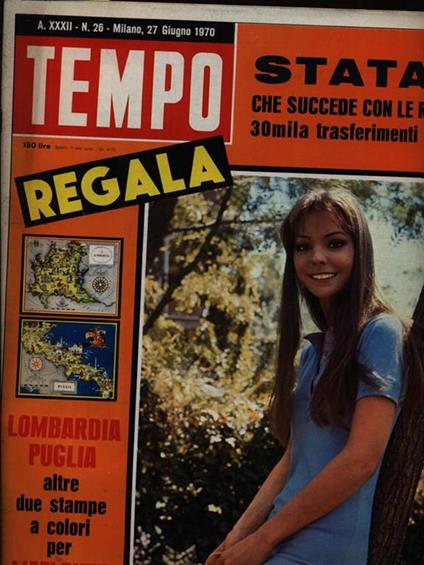 A. XXXII - N. 26 - Milano, 27 Giugno 1970
TEMPO
180 lire
STATA
CHE SUCCEDE CON LE R
30mila trasferimenti
REGALA
LOMBARDIA
PUGLIA
altre
due stampe
a colori
per